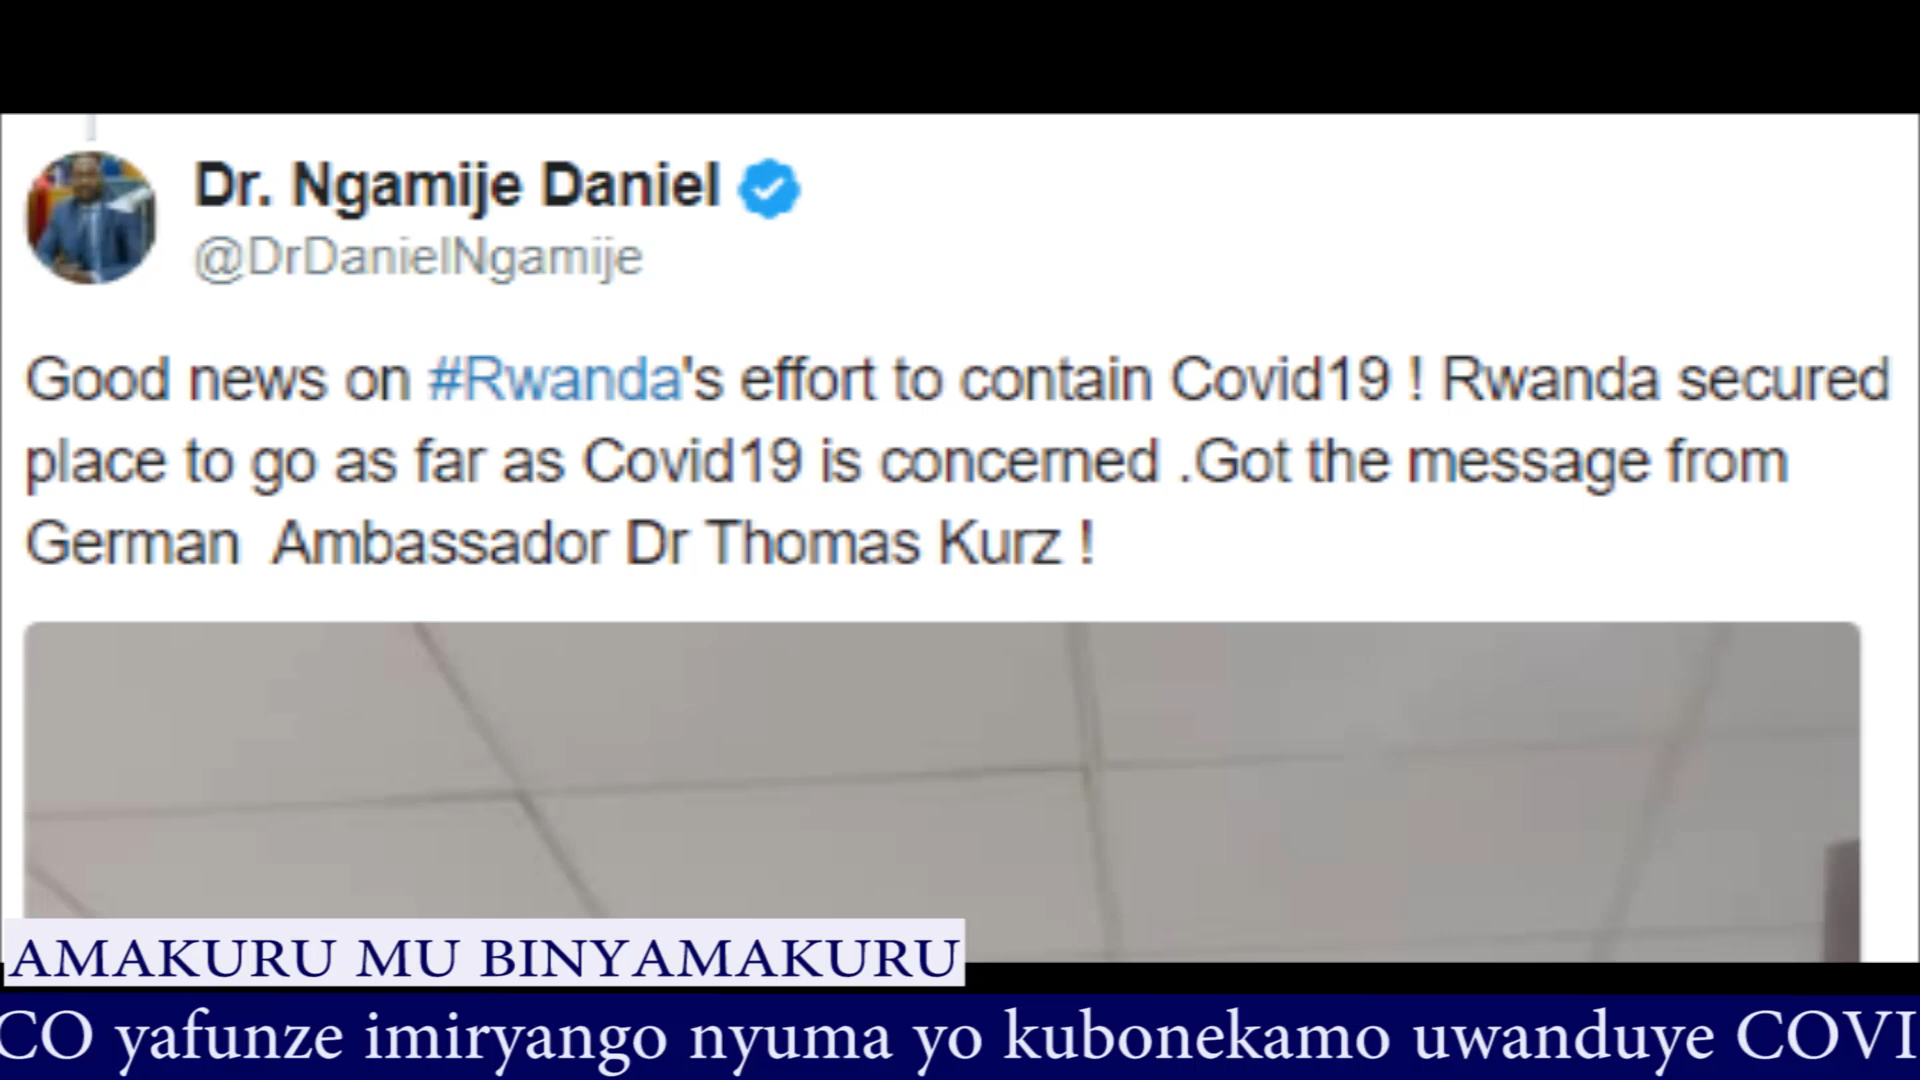 Dr. Ngamije Daniel
@DrDanielNgamije
Good news on #Rwanda's effort to contain Covid19 ! Rwanda secured
place to go as far as Covid19 is concerned .Got the message from
German Ambassador Dr Thomas Kurz !
AMAKURU MU BINYAMAKURU
CO yafunze imiryango nyuma yo kubonekamo uwanduye COVI